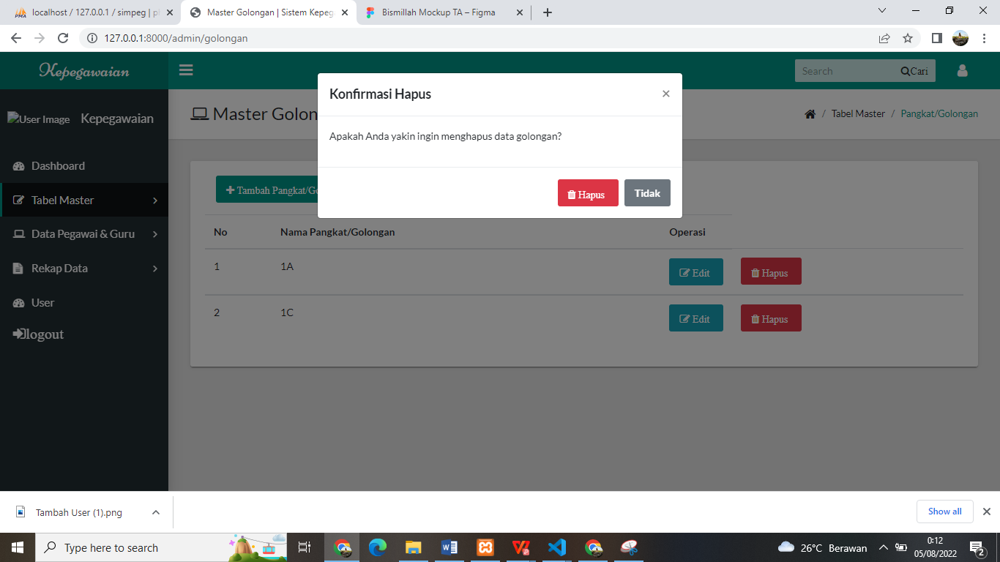 localhost / 127.0.0.1 / simpeg | p
Master Golongan | Sistem Kepeg
Bismillah Mockup TA – Figma
127.0.0.1:8000/admin/golongan
Kepegawaian
Search
Cari
Konfirmasi Hapus
×
User Image
Kepegawaian
Master Golon
/ Tabel Master / Pangkat/Golongan
Apakah Anda yakin ingin menghapus data golongan?
Dashboard
Tambah Pangkat/Go
Hapus
Tidak
Tabel Master
Data Pegawai & Guru
No
Nama Pangkat/Golongan
Operasi
Rekap Data
1
1A
Edit
Hapus
User
2
1C
Edit
Hapus
logout
Tambah User (1).png
Show all
Type here to search
26°C Berawan
0:12
05/08/2022
2